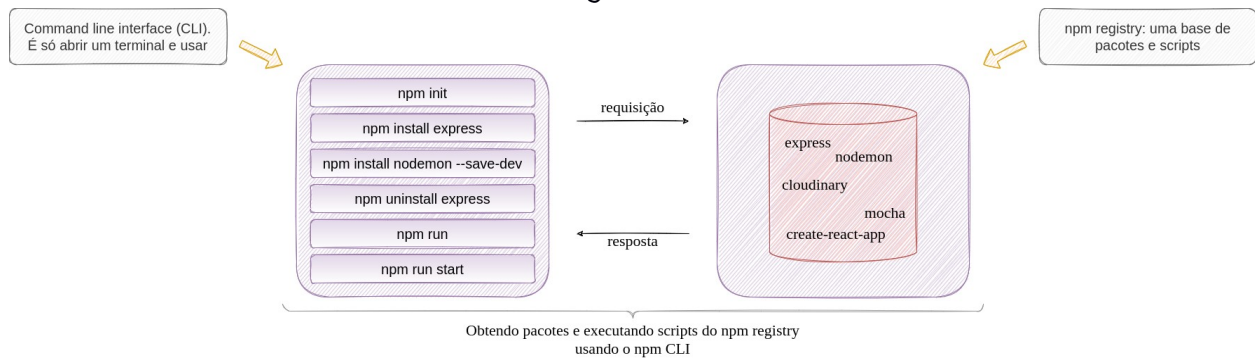 Command line interface (CLI).
É só abrir um terminal e usar
npm registry: uma base de
pacotes e scripts
npm init
npm install express
npm install nodemon --save-dev
npm uninstall express
npm run
npm run start
requisição
resposta
express
nodemon
cloudinary
mocha
create-react-app
Obtendo pacotes e executando scripts do npm registry
usando o npm CLI